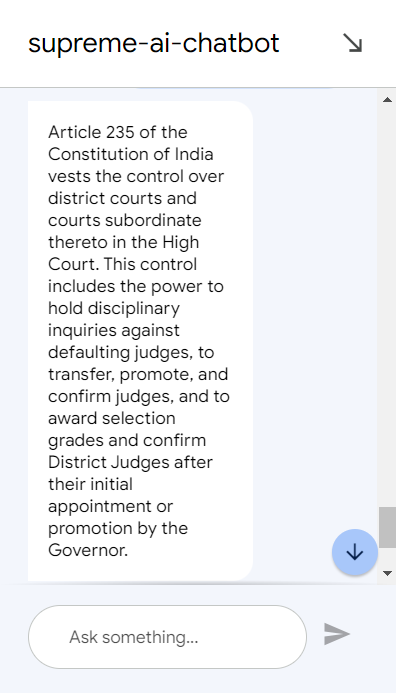 supreme-ai-chatbot
Article 235 of the
Constitution of India
vests the control over
district courts and
courts subordinate
thereto in the High
Court. This control
includes the power to
hold disciplinary
inquiries against
defaulting judges, to
transfer, promote, and
confirm judges, and to
award selection
grades and confirm
District Judges after
their initial
appointment or
promotion by the
Governor.
Ask something...